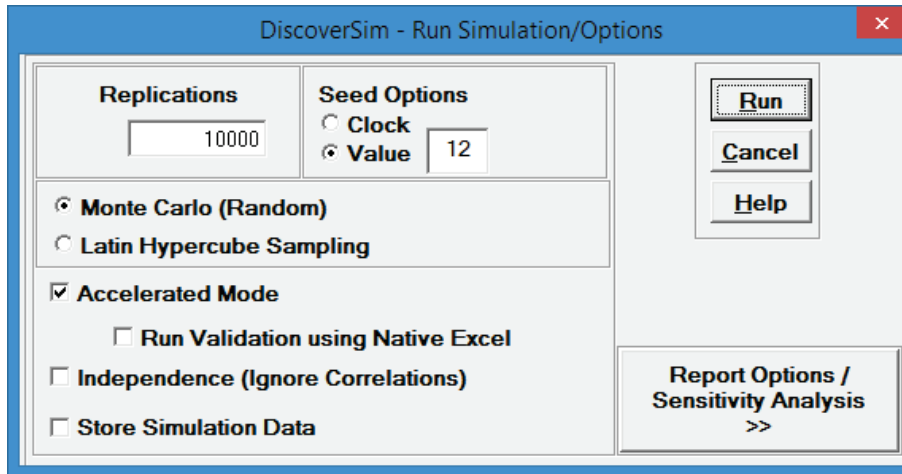 DiscoverSim - Run Simulation/Options
×
Replications
10000
Seed Options
Clock
Value 12
Run
Cancel
Help
Monte Carlo (Random)
Latin Hypercube Sampling
Accelerated Mode
Run Validation using Native Excel
Independence (Ignore Correlations)
Store Simulation Data
Report Options /
Sensitivity Analysis
>>